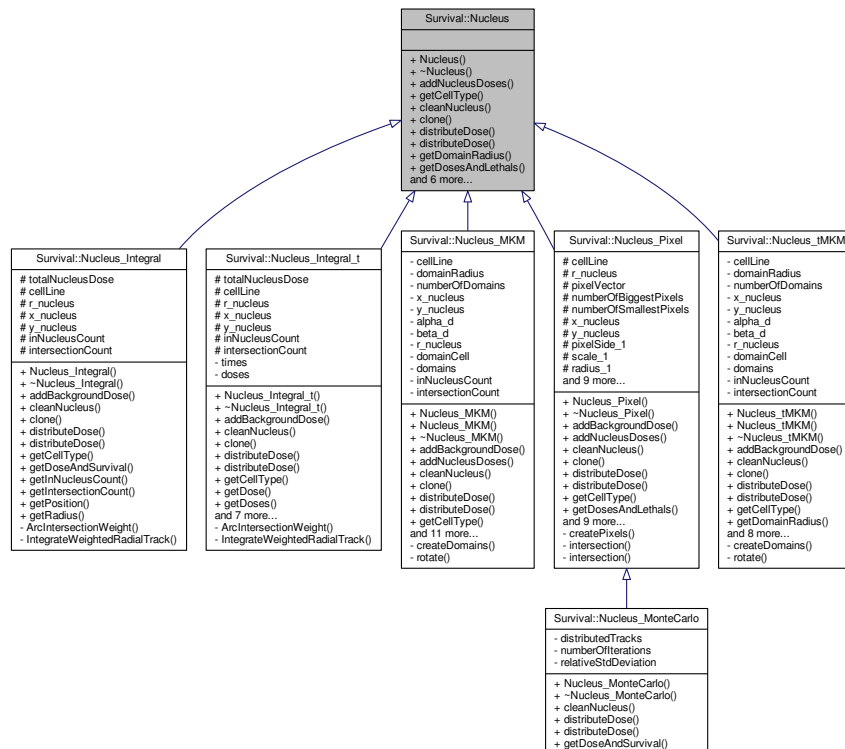 Survival::Nucleus
+ Nucleus()
+ ~Nucleus()
+ addNucleusDoses()
+ getCellType()
+ cleanNucleus()
+ clone()
+ distributeDose()
+ distributeDose()
+ getDomainRadius()
+ getDosesAndLethals()
and 6 more...
Survival::Nucleus_Integral
# totalNucleusDose
# cellLine
# r_nucleus
# x_nucleus
# y_nucleus
# inNucleusCount
# intersectionCount
+ Nucleus_Integral()
+ ~Nucleus_Integral()
+ addBackgroundDose()
+ cleanNucleus()
+ clone()
+ distributeDose()
+ distributeDose()
+ getCellType()
+ getDoseAndSurvival()
+ getInNucleusCount()
+ getIntersectionCount()
+ getPosition()
+ getRadius()
- ArcIntersectionWeight()
- IntegrateWeightedRadialTrack()
Survival::Nucleus_Integral_t
# totalNucleusDose
# cellLine
# r_nucleus
# x_nucleus
# y_nucleus
# inNucleusCount
# intersectionCount
- times
- doses
+ Nucleus_Integral_t()
+ ~Nucleus_Integral_t()
+ addBackgroundDose()
+ cleanNucleus()
+ clone()
+ distributeDose()
+ distributeDose()
+ getCellType()
+ getDose()
+ getDoses()
and 7 more...
- ArcIntersectionWeight()
- IntegrateWeightedRadialTrack()
Survival::Nucleus_MKM
- cellLine
- domainRadius
- numberOfDomains
- x_nucleus
- y_nucleus
- alpha_d
- beta_d
- r_nucleus
- domainCell
- domains
- inNucleusCount
- intersectionCount
+ Nucleus_MKM()
+ Nucleus_MKM()
+ ~Nucleus_MKM()
+ addBackgroundDose()
+ addNucleusDoses()
+ cleanNucleus()
+ clone()
+ distributeDose()
+ distributeDose()
+ getCellType()
and 11 more...
- createDomains()
- rotate()
Survival::Nucleus_Pixel
# cellLine
# r_nucleus
# pixelVector
# numberOfBiggestPixels
# numberOfSmallestPixels
# x_nucleus
# y_nucleus
# pixelSide_1
# scale_1
# radius_1
and 9 more...
+ Nucleus_Pixel()
+ ~Nucleus_Pixel()
+ addBackgroundDose()
+ addNucleusDoses()
+ cleanNucleus()
+ clone()
+ distributeDose()
+ distributeDose()
+ getCellType()
+ getDosesAndLethals()
and 9 more...
- createPixels()
- intersection()
- intersection()
Survival::Nucleus_tMKM
- cellLine
- domainRadius
- numberOfDomains
- x_nucleus
- y_nucleus
- alpha_d
- beta_d
- r_nucleus
- domainCell
- domains
- inNucleusCount
- intersectionCount
+ Nucleus_tMKM()
+ Nucleus_tMKM()
+ ~Nucleus_tMKM()
+ addBackgroundDose()
+ cleanNucleus()
+ clone()
+ distributeDose()
+ distributeDose()
+ getCellType()
+ getDomainRadius()
and 8 more...
- createDomains()
- rotate()
Survival::Nucleus_MonteCarlo
- distributedTracks
- numberOfIterations
- relativeStdDeviation
+ Nucleus_MonteCarlo()
+ ~Nucleus_MonteCarlo()
+ cleanNucleus()
+ distributeDose()
+ distributeDose()
+ getDoseAndSurvival()